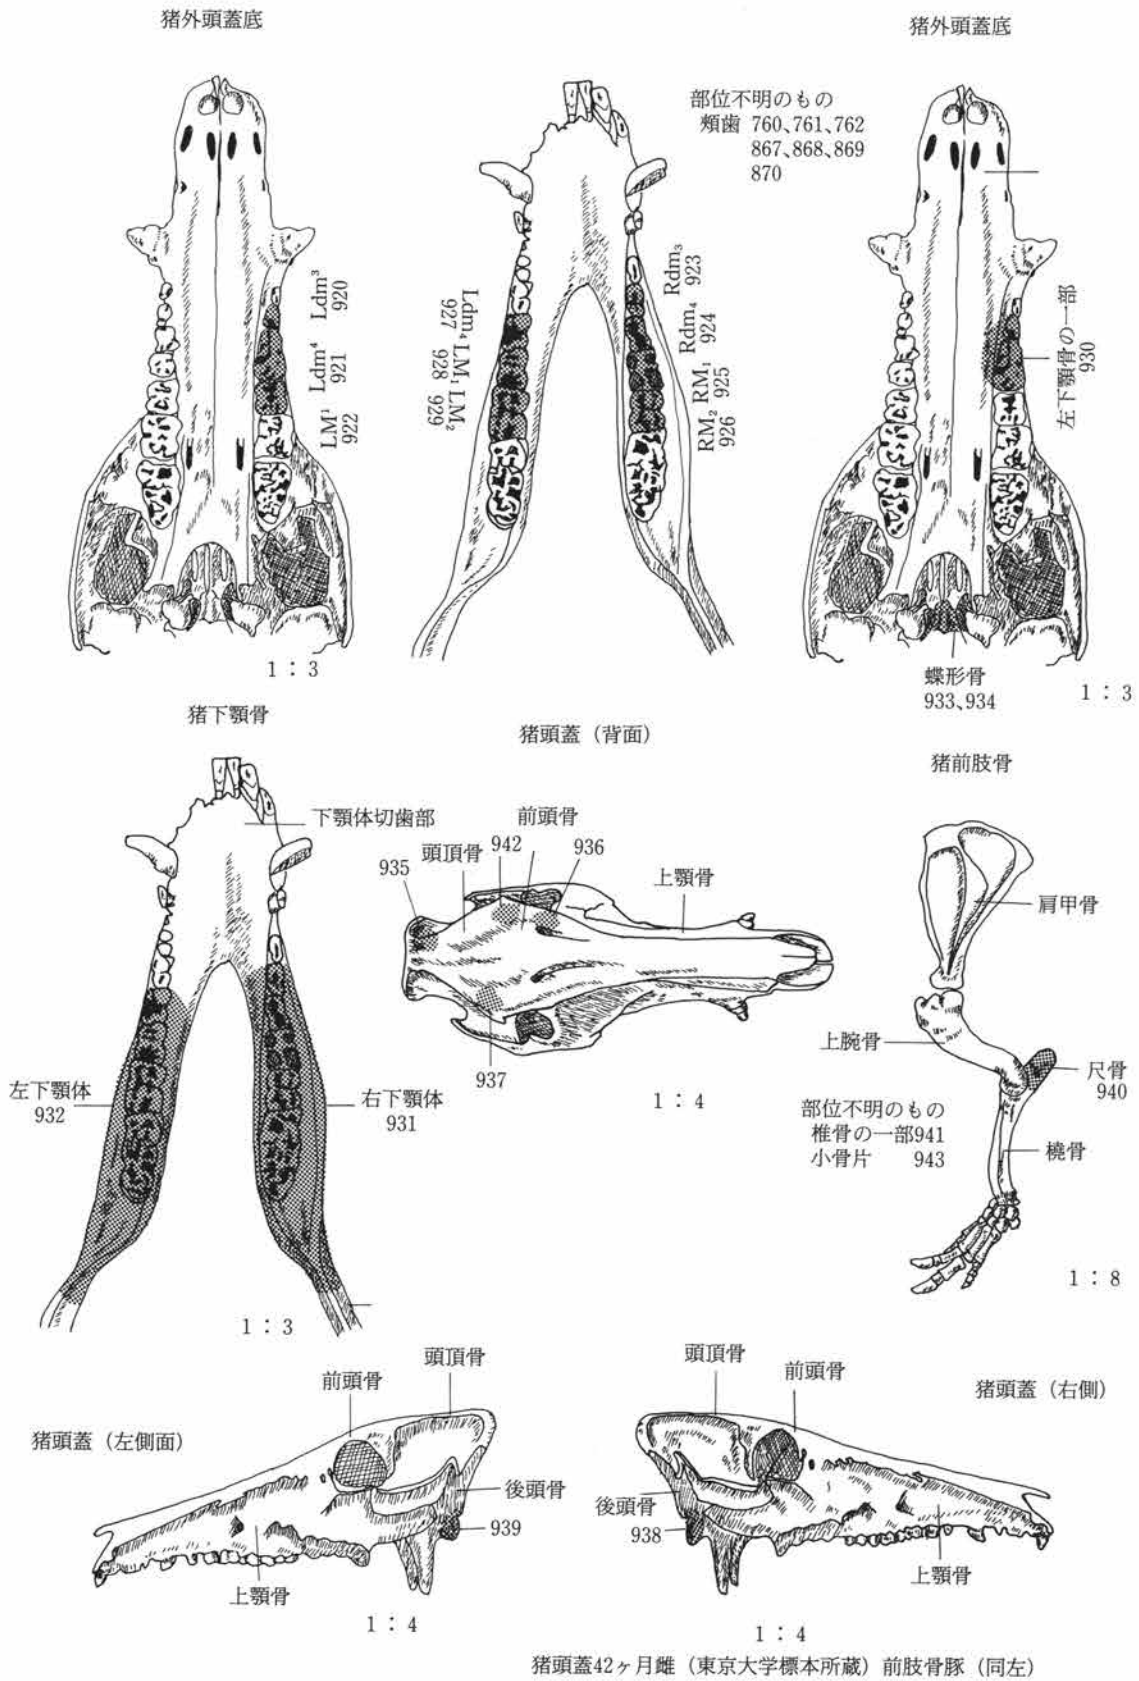 猪外頭蓋底
Ldm³
920
Ldm⁴
921
LM¹
922
1：3
部位不明のもの
頬歯 760、761、762
867、868、869
870
Ldm₄ LM₁ LM₂
927 928 929
Rdm₃
923
Rdm₄
924
RM₁
925
RM₂
926
猪外頭蓋底
左下顎骨の一部
930
蝶形骨
933、934
1：3
猪下顎骨
下顎体切歯部
左下顎体
932
右下顎体
931
1：3
猪頭蓋（背面）
935
頭頂骨
942
前頭骨
936
上顎骨
937
1：4
猪前肢骨
肩甲骨
上腕骨
尺骨
940
部位不明のもの
椎骨の一部941
小骨片 943
橈骨
1：8
猪頭蓋（左側面）
前頭骨
頭頂骨
後頭骨
939
上顎骨
1：4
頭頂骨
前頭骨
猪頭蓋（右側）
後頭骨
938
上顎骨
1：4
猪頭蓋42ヶ月雌（東京大学標本所蔵）前肢骨豚（同左）